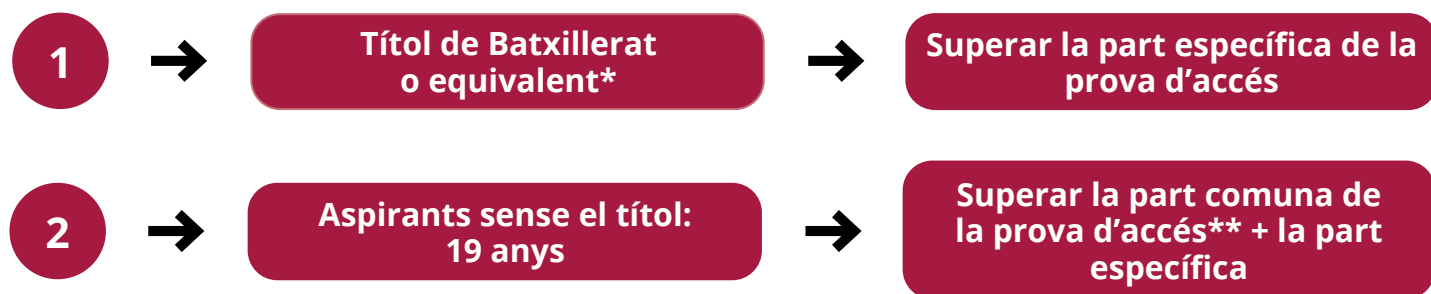 1
Títol de Batxillerat
o equivalent*
Superar la part específica de la
prova d’accés
2
Aspirants sense el títol:
19 anys
Superar la part comuna de
la prova d’accés** + la part
específica